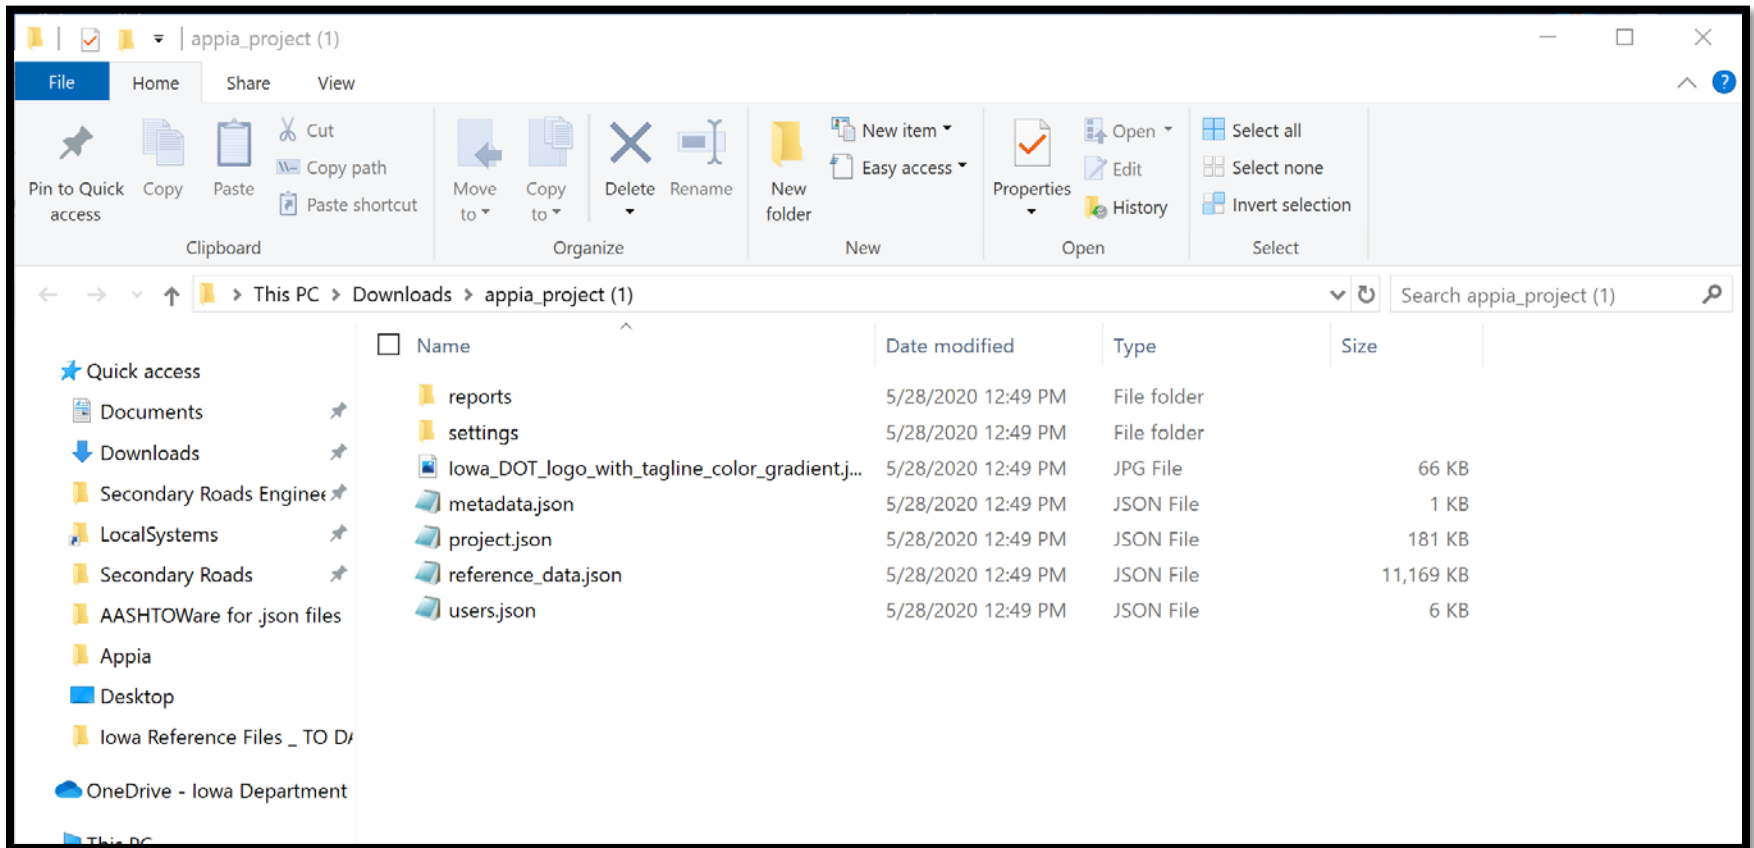 appia_project (1)
File Home Share View
Pin to Quick access
Copy
Paste
Cut
Copy path
Paste shortcut
Clipboard
Move to
Copy to
Delete
Rename
Organize
New folder
New item
Easy access
New
Properties
Open
Edit
History
Open
Select all
Select none
Invert selection
Select
This PC > Downloads > appia_project (1)
Search appia_project (1)
Quick access
Documents
Downloads
Secondary Roads Enginee
LocalSystems
Secondary Roads
AASHTOWare for .json files
Appia
Desktop
Iowa Reference Files _ TO DA
OneDrive - Iowa Department
This PC
Name Date modified Type Size
reports 5/28/2020 12:49 PM File folder
settings 5/28/2020 12:49 PM File folder
Iowa_DOT_logo_with_tagline_color_gradient.j... 5/28/2020 12:49 PM JPG File 66 KB
metadata.json 5/28/2020 12:49 PM JSON File 1 KB
project.json 5/28/2020 12:49 PM JSON File 181 KB
reference_data.json 5/28/2020 12:49 PM JSON File 11,169 KB
users.json 5/28/2020 12:49 PM JSON File 6 KB